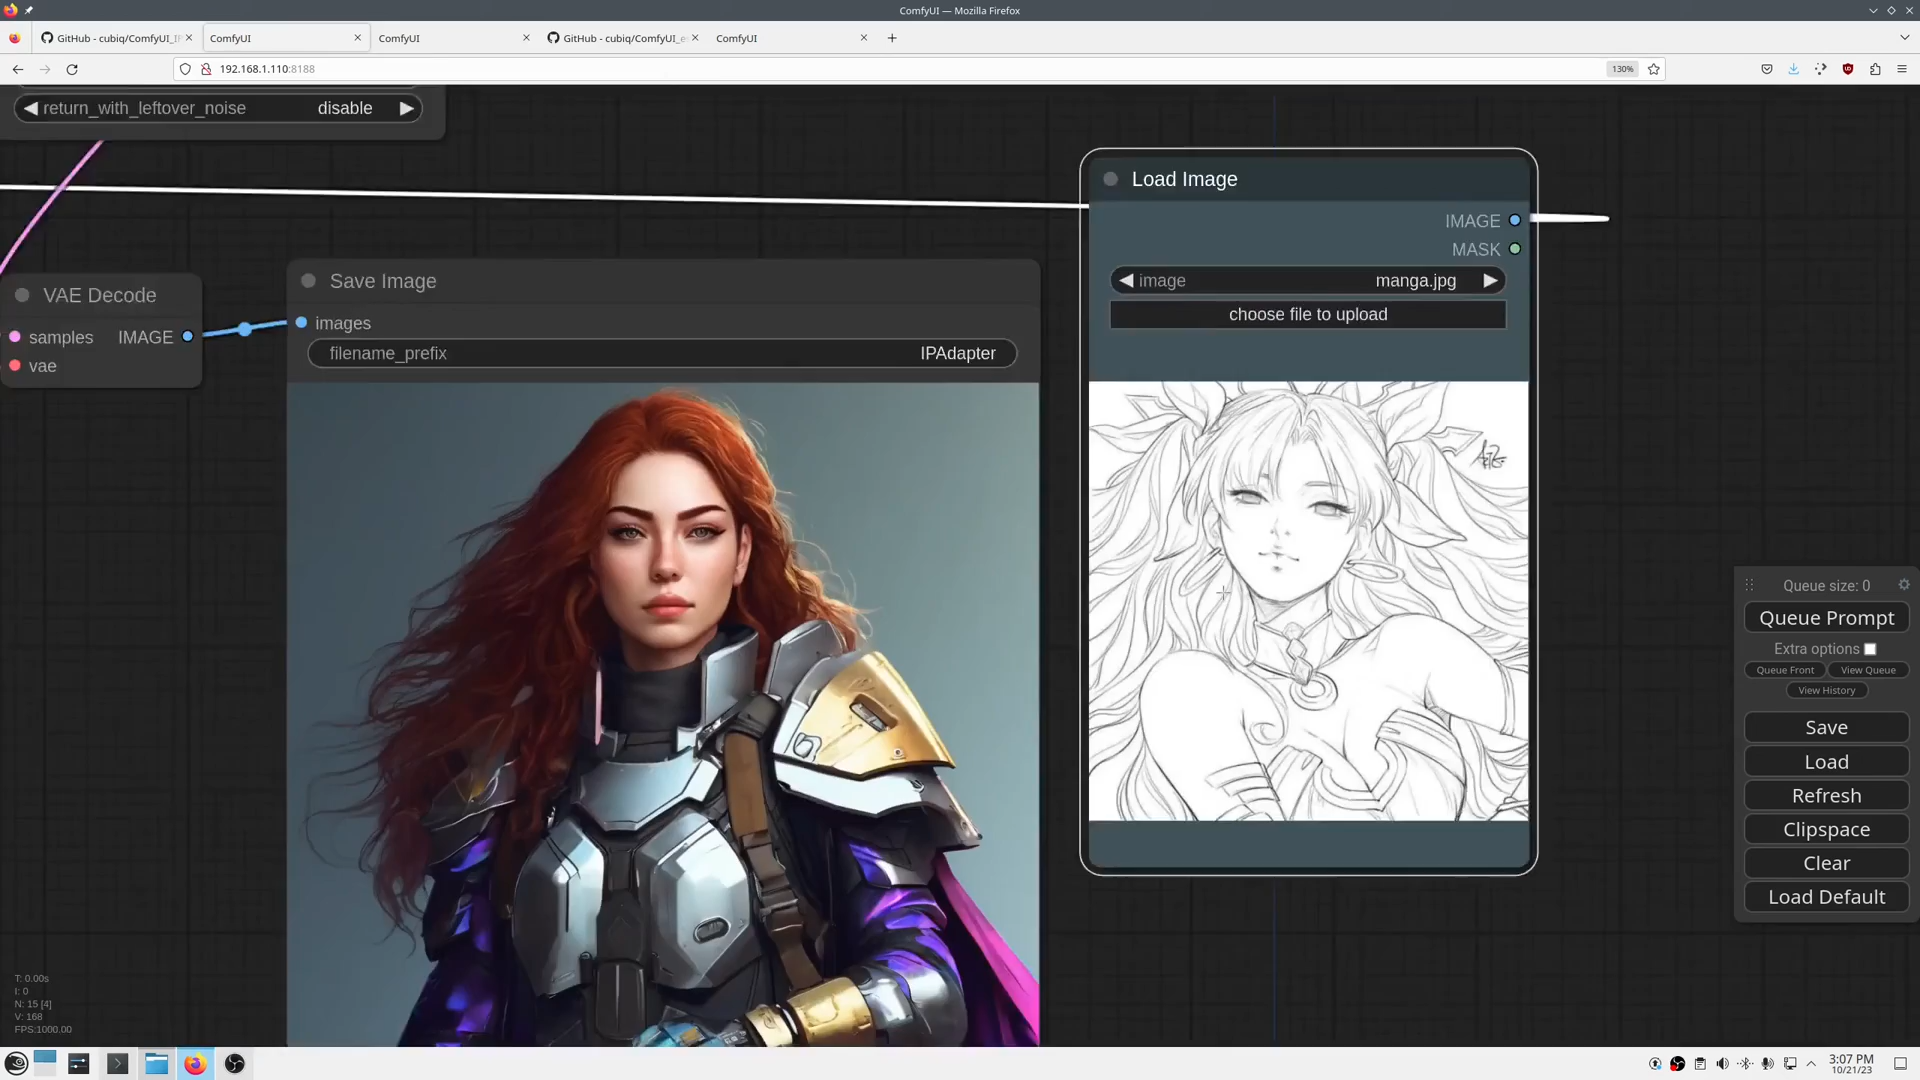 ComfyUI — Mozilla Firefox
GitHub - cubiq/ComfyUI_I
ComfyUI
ComfyUI
GitHub - cubiq/ComfyUI_e
ComfyUI
192.168.1.110:8188
130%
return_with_leftover_noise disable
Load Image
IMAGE
MASK
image manga.jpg
choose file to upload
VAE Decode
samples IMAGE
vae
Save Image
images
filename_prefix IPAdapter
Queue size: 0
Queue Prompt
Extra options
Queue Front View Queue
View History
Save
Load
Refresh
Clipspace
Clear
Load Default
T: 0.00s
I: 0
N: 15 [4]
V: 168
FPS:1000.00
3:07 PM
10/21/23